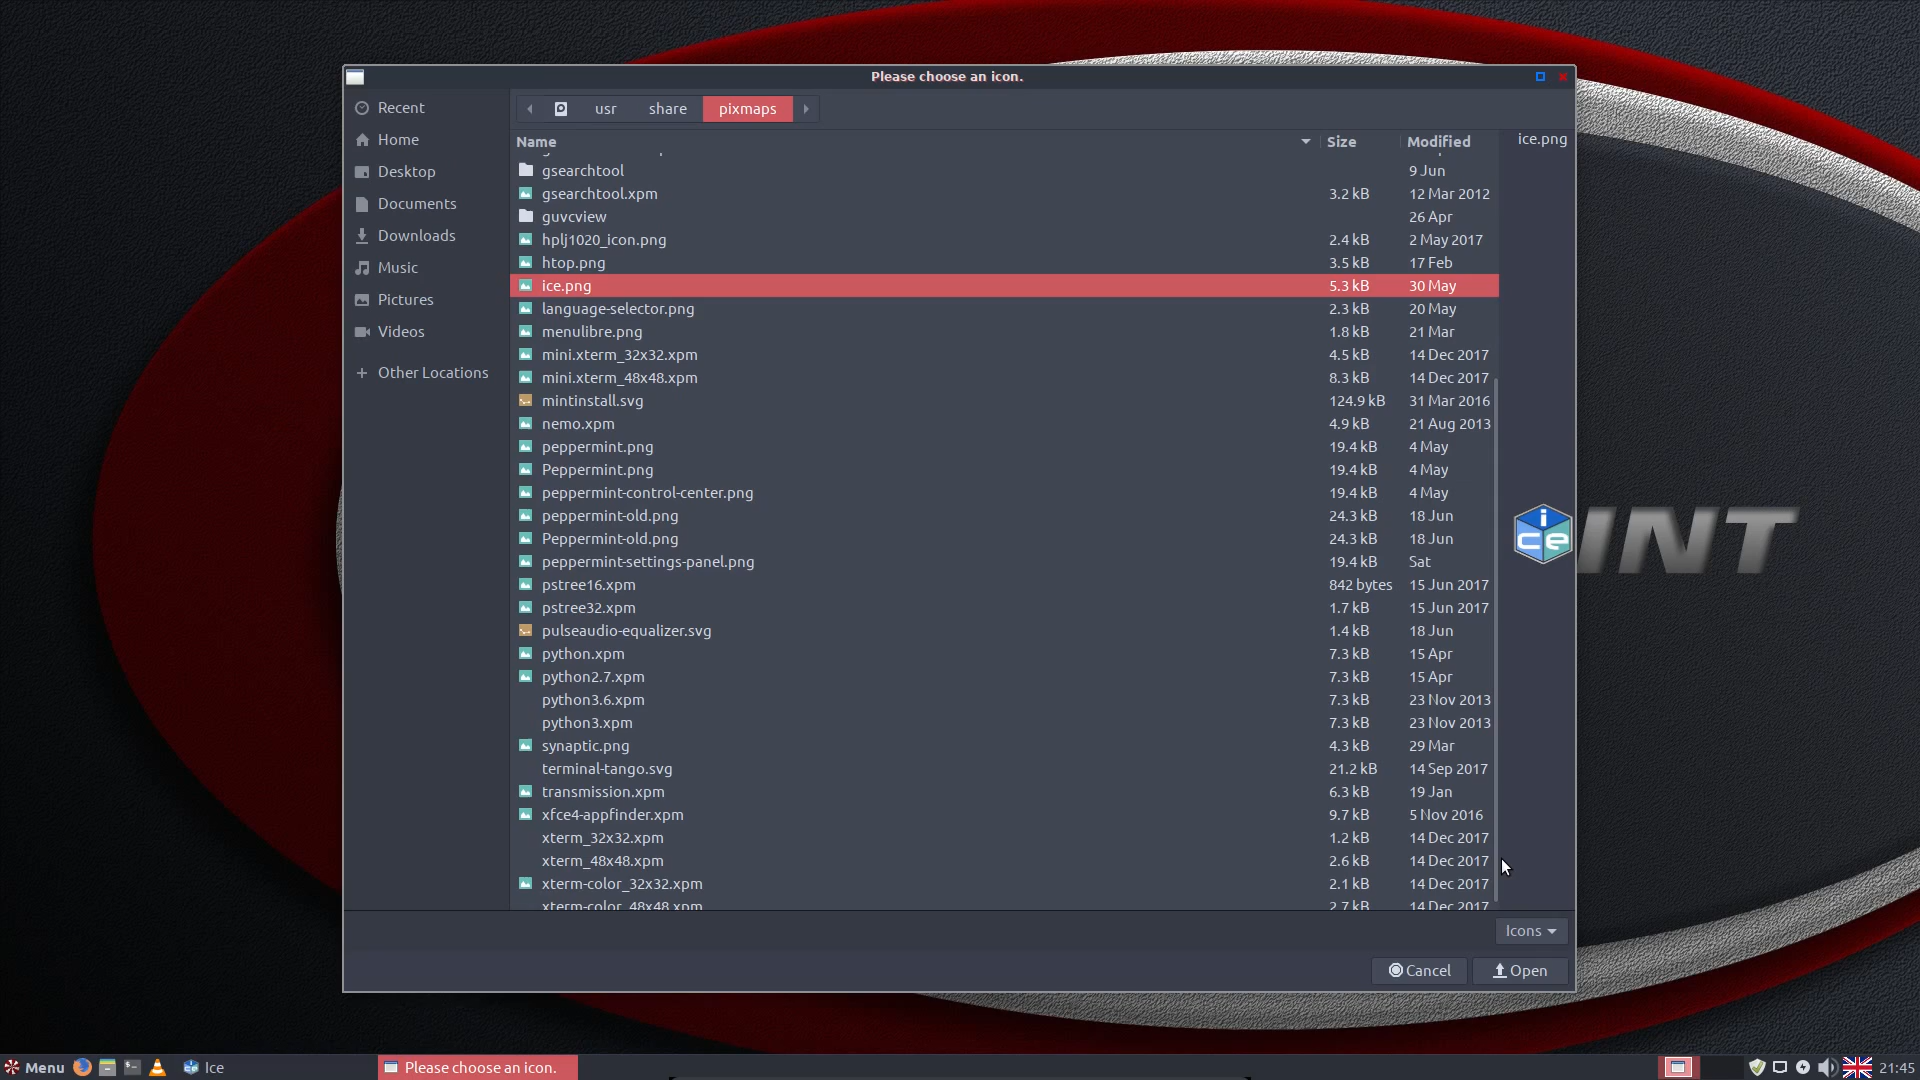 Please choose an icon.
Recent
Home
Desktop
Documents
Downloads
Music
Pictures
Videos
Other Locations
usr share pixmaps
Name Size Modified
gsearchtool 9 Jun
gsearchtool.xpm 3.2 kB 12 Mar 2012
guvcview 26 Apr
hplj1020_icon.png 2.4 kB 2 May 2017
htop.png 3.5 kB 17 Feb
ice.png 5.3 kB 30 May
language-selector.png 2.3 kB 20 May
menulibre.png 1.8 kB 21 Mar
mini.xterm_32x32.xpm 4.5 kB 14 Dec 2017
mini.xterm_48x48.xpm 8.3 kB 14 Dec 2017
mintinstall.svg 124.9 kB 31 Mar 2016
nemo.xpm 4.9 kB 21 Aug 2013
peppermint.png 19.4 kB 4 May
Peppermint.png 19.4 kB 4 May
peppermint-control-center.png 19.4 kB 4 May
peppermint-old.png 24.3 kB 18 Jun
Peppermint-old.png 24.3 kB 18 Jun
peppermint-settings-panel.png 19.4 kB Sat
pstree16.xpm 842 bytes 15 Jun 2017
pstree32.xpm 1.7 kB 15 Jun 2017
pulseaudio-equalizer.svg 1.4 kB 18 Jun
python.xpm 7.3 kB 15 Apr
python2.7.xpm 7.3 kB 15 Apr
python3.6.xpm 7.3 kB 23 Nov 2013
python3.xpm 7.3 kB 23 Nov 2013
synaptic.png 4.3 kB 29 Mar
terminal-tango.svg 21.2 kB 14 Sep 2017
transmission.xpm 6.3 kB 19 Jan
xfce4-appfinder.xpm 9.7 kB 5 Nov 2016
xterm_32x32.xpm 1.2 kB 14 Dec 2017
xterm_48x48.xpm 2.6 kB 14 Dec 2017
xterm-color_32x32.xpm 2.1 kB 14 Dec 2017
xterm-color_48x48.xpm 2.7 kB 14 Dec 2017
ice.png
ice
INT
Icons
Cancel Open
Menu Ice Please choose an icon. 21:45